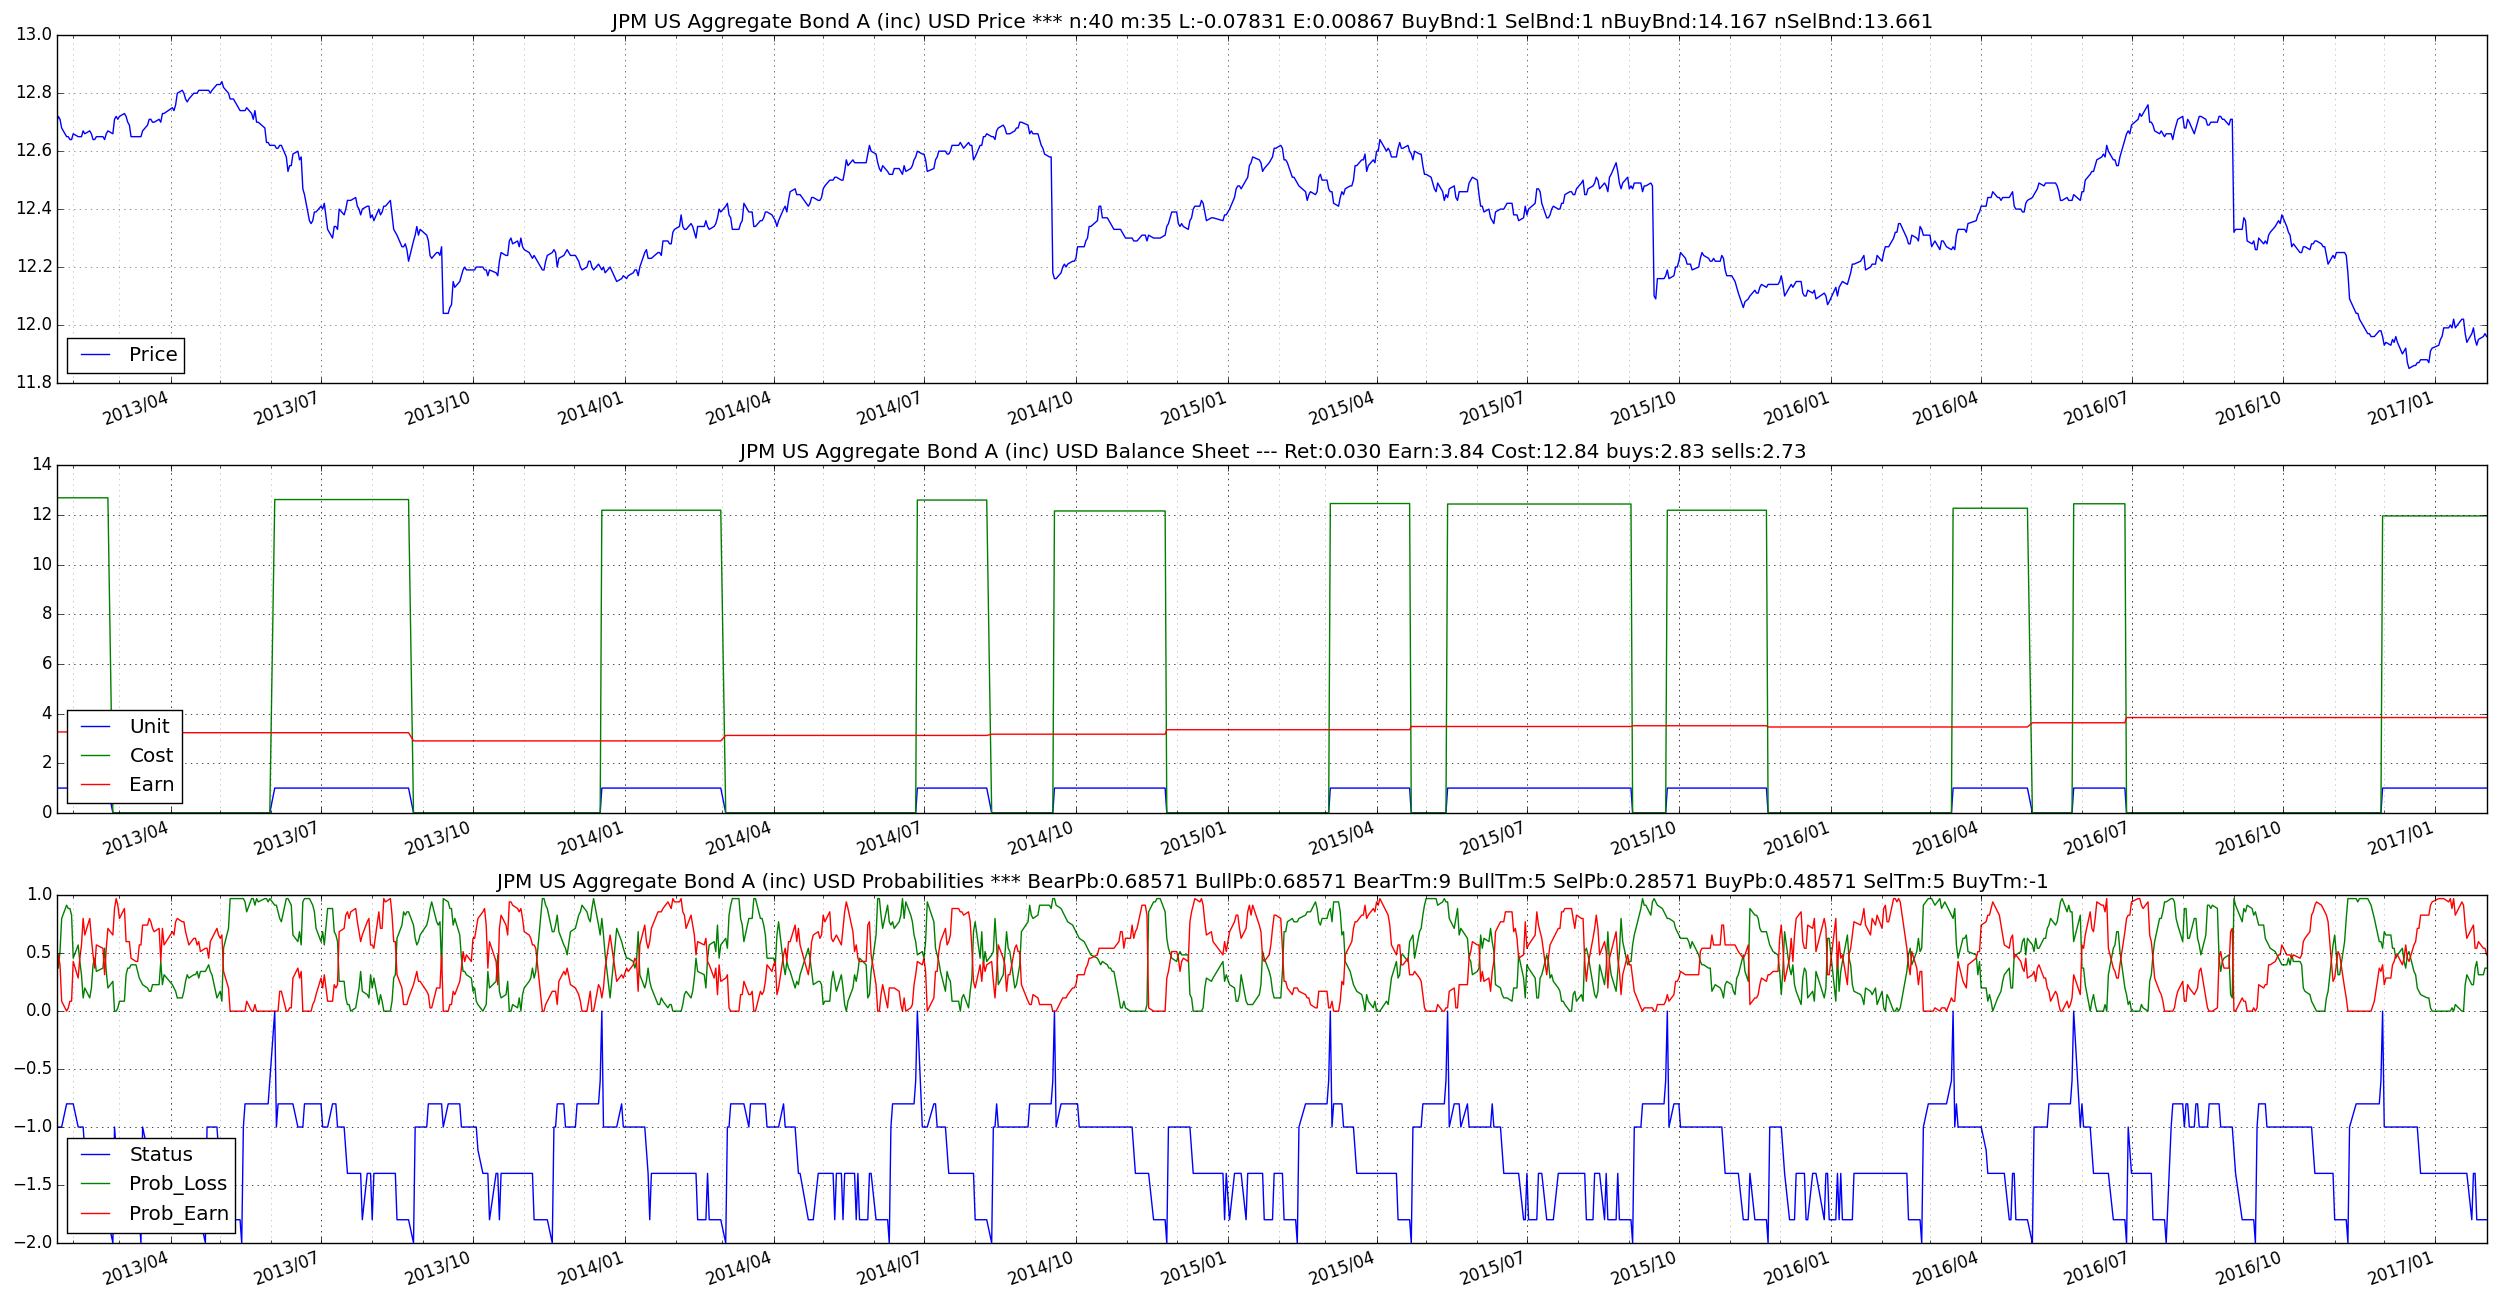 JPM US Aggregate Bond A (inc) USD Price *** n:40 m:35 L:-0.07831 E:0.00867 BuyBnd:1 SelBnd:1 nBuyBnd:14.167 nSelBnd:13.661
13.0
12.8
12.6
12.4
12.2
12.0
11.8
Price
2013/04 2013/07 2013/10 2014/01 2014/04 2014/07 2014/10 2015/01 2015/04 2015/07 2015/10 2016/01 2016/04 2016/07 2016/10 2017/01
JPM US Aggregate Bond A (inc) USD Balance Sheet --- Ret:0.030 Earn:3.84 Cost:12.84 buys:2.83 sells:2.73
14
12
10
8
6
4
2
0
Unit
Cost
Earn
2013/04 2013/07 2013/10 2014/01 2014/04 2014/07 2014/10 2015/01 2015/04 2015/07 2015/10 2016/01 2016/04 2016/07 2016/10 2017/01
JPM US Aggregate Bond A (inc) USD Probabilities *** BearPb:0.68571 BullPb:0.68571 BearTm:9 BullTm:5 SelPb:0.28571 BuyPb:0.48571 SelTm:5 BuyTm:-1
1.0
0.5
0.0
−0.5
−1.0
−1.5
−2.0
Status
Prob_Loss
Prob_Earn
2013/04 2013/07 2013/10 2014/01 2014/04 2014/07 2014/10 2015/01 2015/04 2015/07 2015/10 2016/01 2016/04 2016/07 2016/10 2017/01